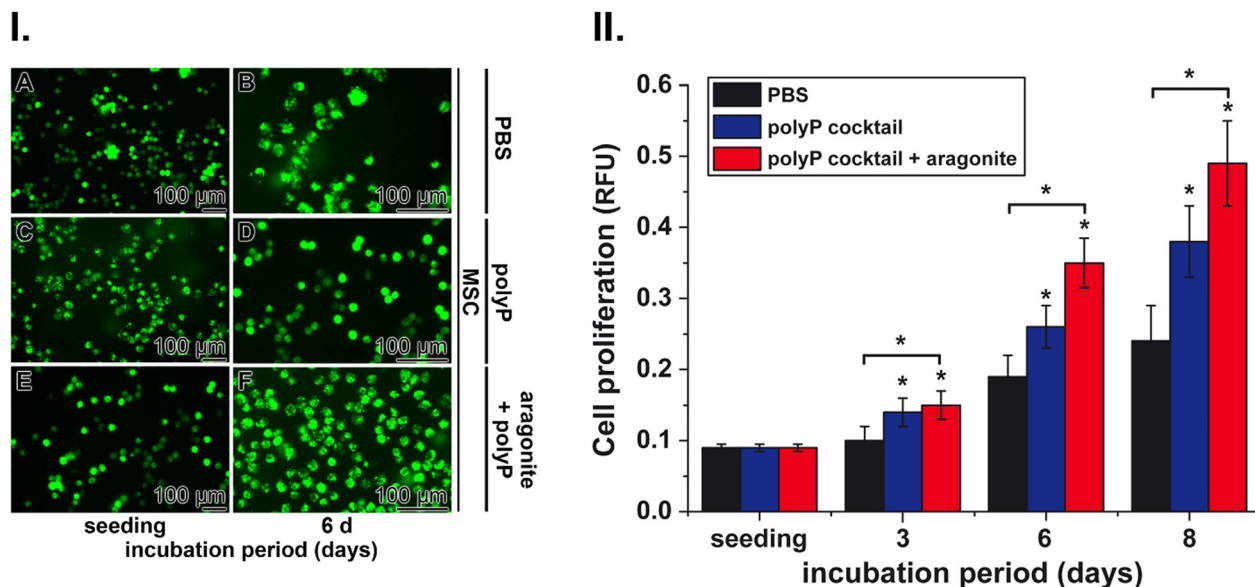 I.
A
100 µm
B
100 µm
PBS
C
100 µm
D
100 µm
polyP
MSC
E
100 µm
F
100 µm
aragonite
+ polyP
seeding
6 d
incubation period (days)
II.
Cell proliferation (RFU)
0.6
0.5
0.4
0.3
0.2
0.1
0.0
PBS
polyP cocktail
polyP cocktail + aragonite
*
*
*
*
*
*
*
*
*
seeding
3
6
8
incubation period (days)